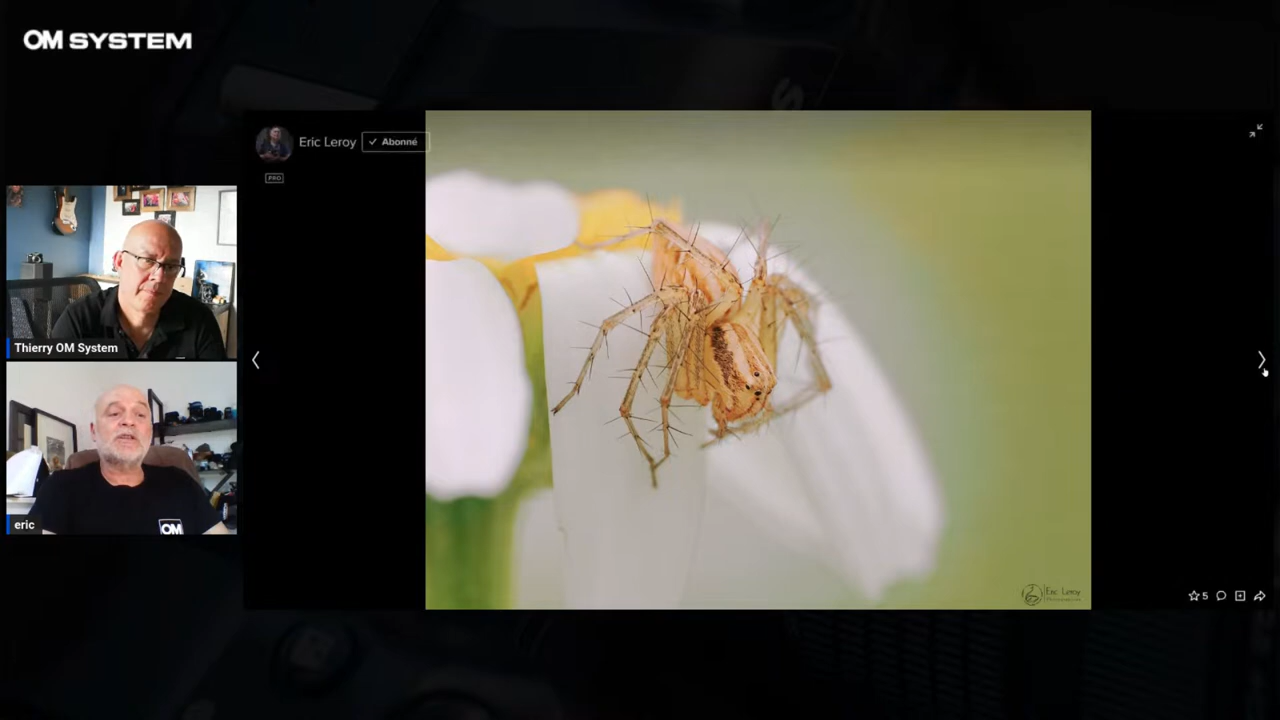 OM SYSTEM
Eric Leroy
Abonné
PRO
Thierry OM System
eric
OM
Eric Leroy
5